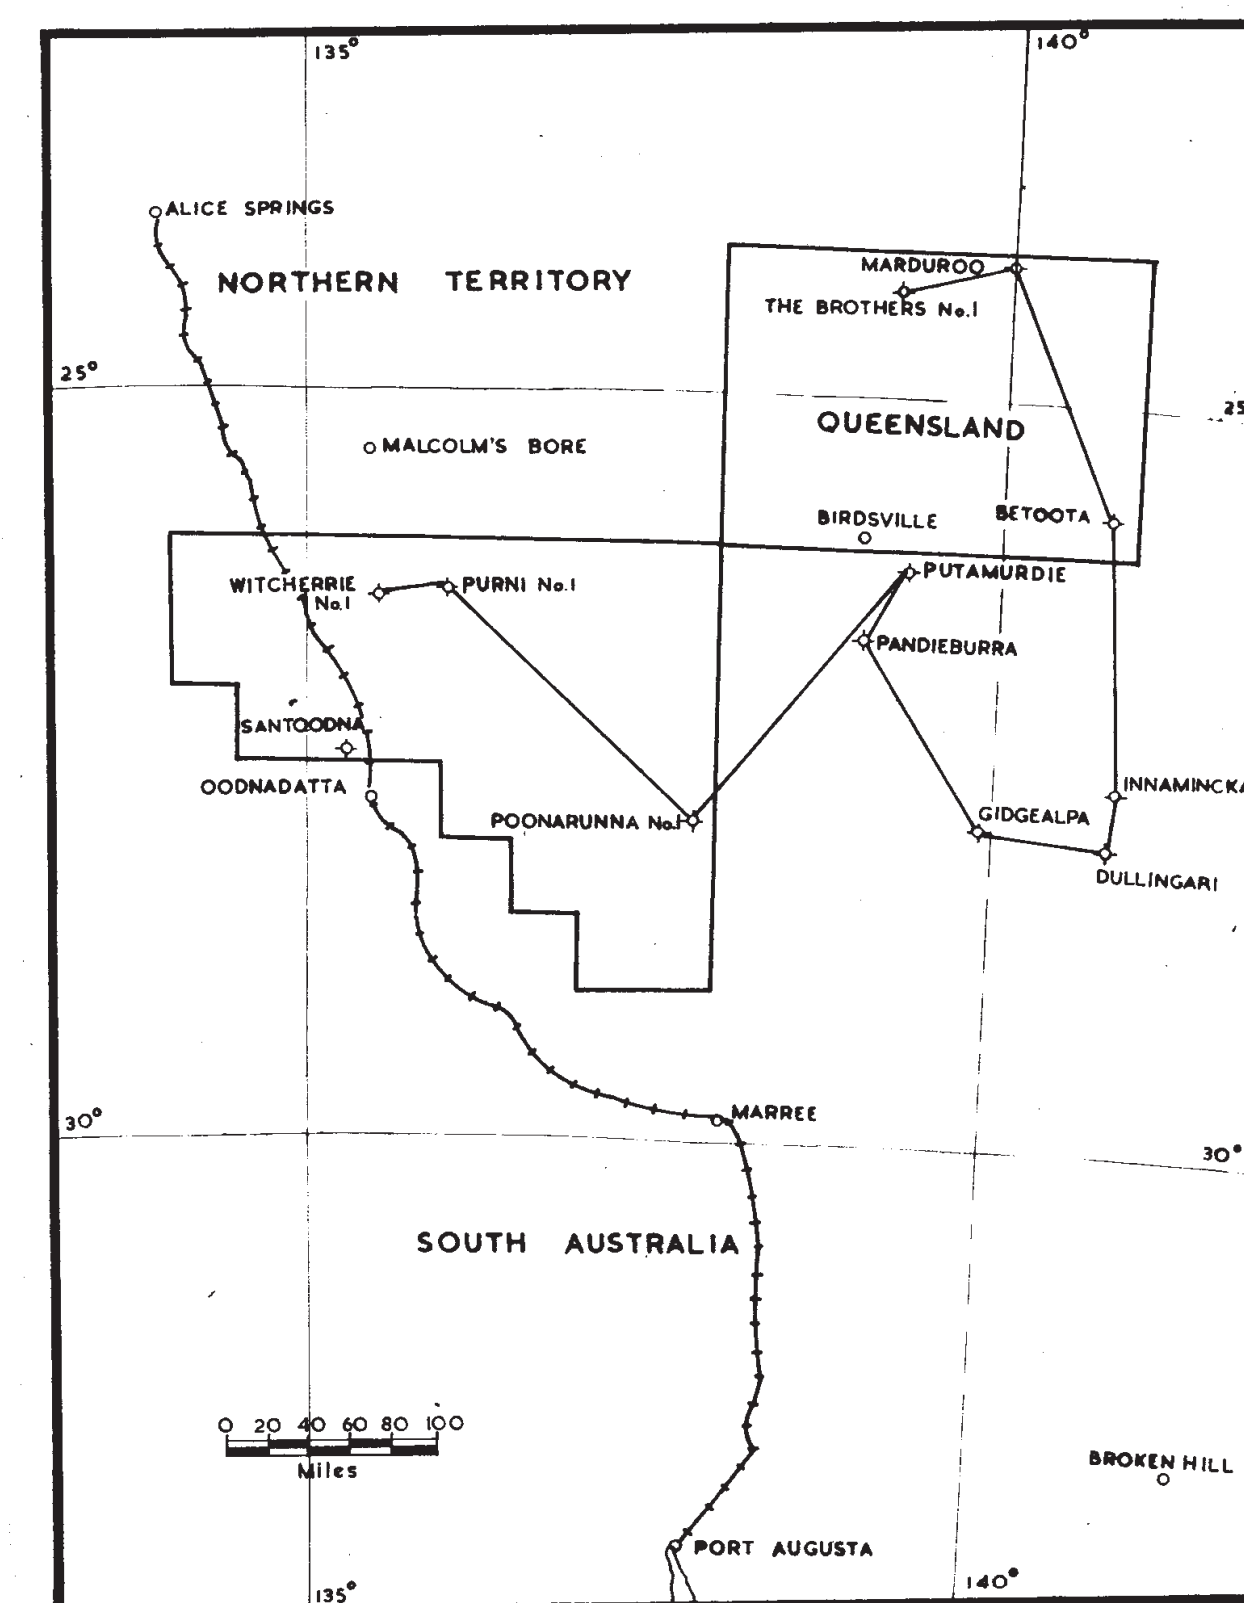 135°
140°
ALICE SPRINGS
NORTHERN TERRITORY
MARDUROO
THE BROTHERS No.1
25°
25
QUEENSLAND
MALCOLM'S BORE
BIRDSVILLE
BETOOTA
WITCHERRIE
No.1
PURNI No.1
PUTAMURDIE
PANDIEBURRA
SANTOODNA
OODNADATTA
INNAMINCKA
POONARUNNA No.1
GIDGEALPA
DULLINGARI
MARREE
30°
30°
SOUTH AUSTRALIA
0 20 40 60 80 100
Miles
BROKEN HILL
PORT AUGUSTA
135°
140°